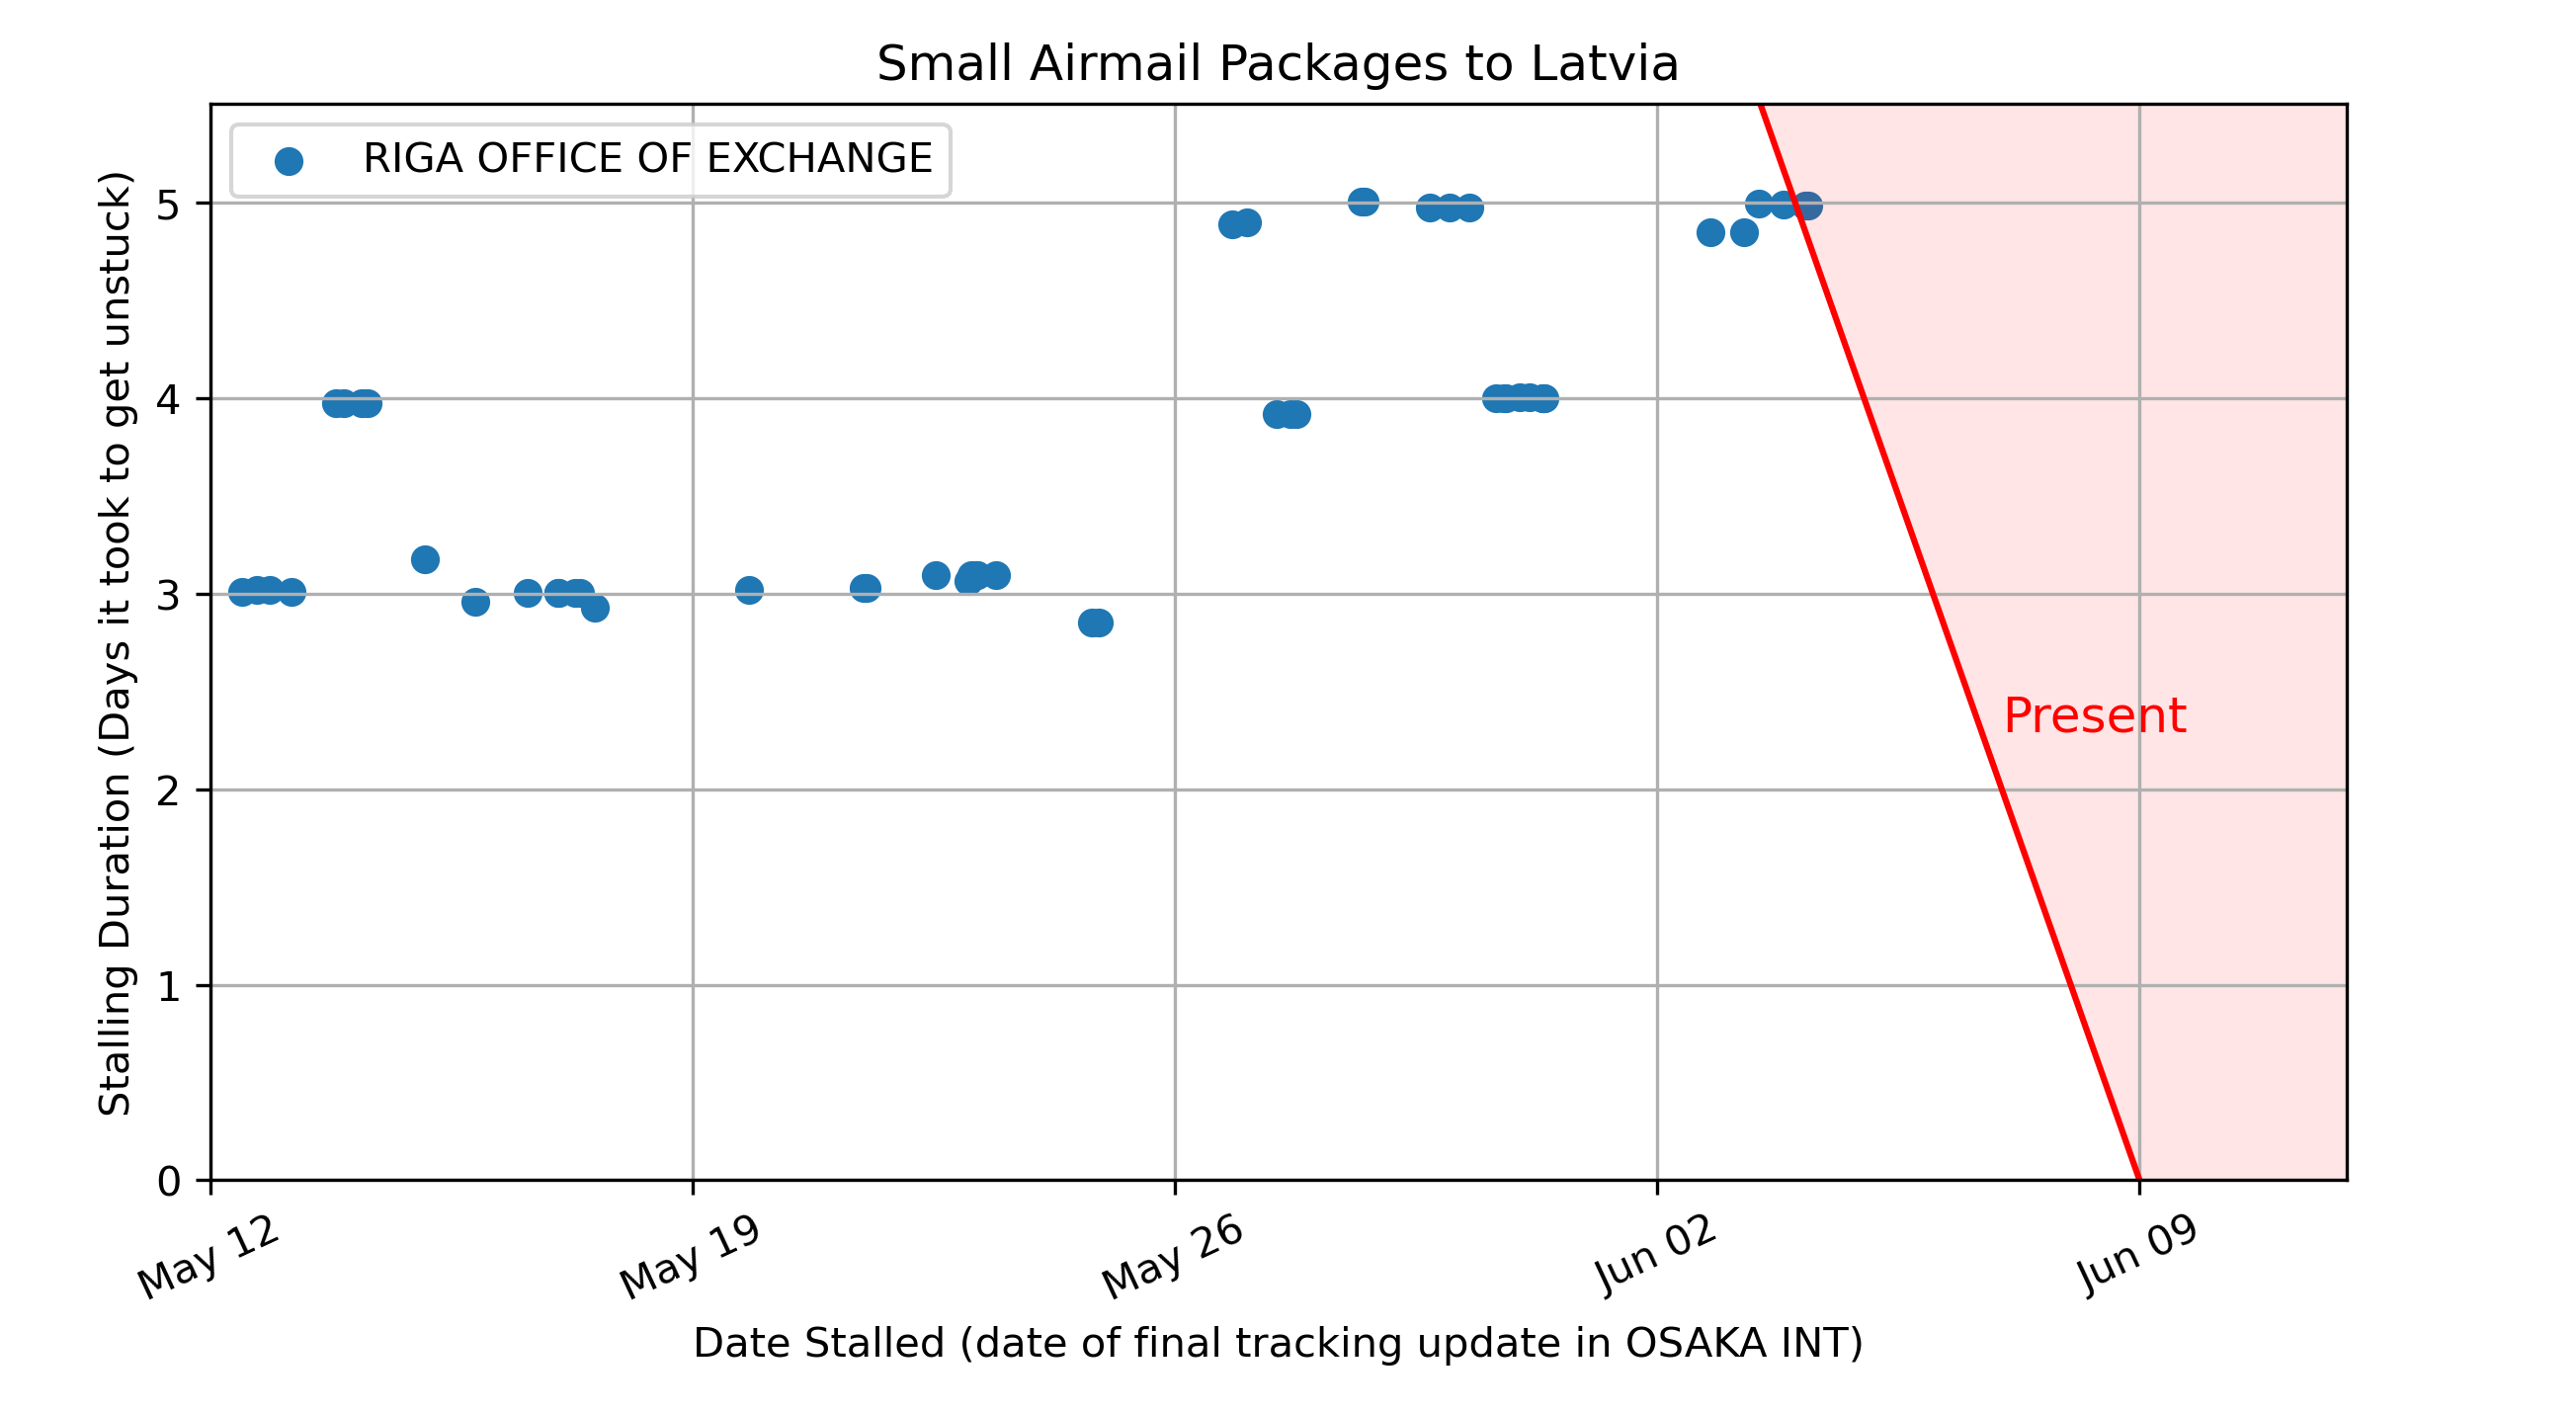 Small Airmail Packages to Latvia
RIGA OFFICE OF EXCHANGE
Stalling Duration (Days it took to get unstuck)
5
4
3
2
1
0
Present
May 12
May 19
May 26
Jun 02
Jun 09
Date Stalled (date of final tracking update in OSAKA INT)